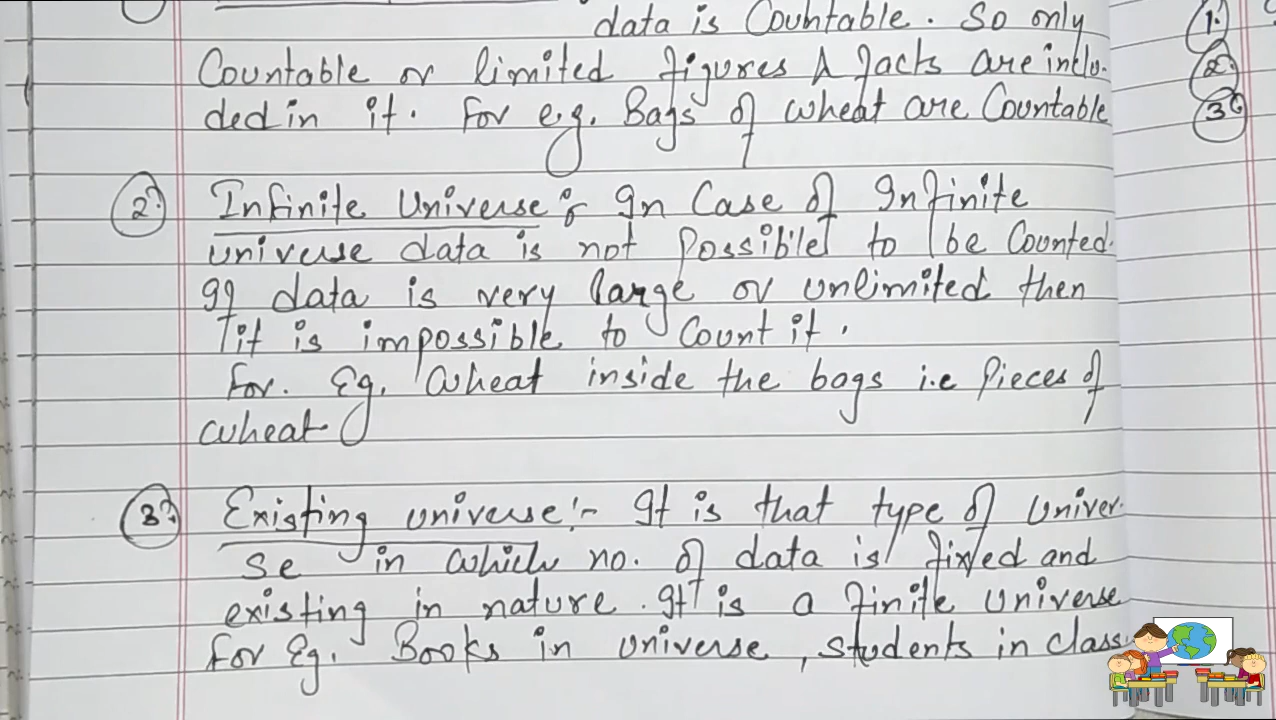 data is Countable. So only
Countable or limited figures & facts are inclu-
ded in it. For e.g. Bags of wheat are Countable
2. Infinite Universe :- In Case of Infinite
universe data is not possible to be Counted.
If data is very large or unlimited then
it is impossible to Count it.
For. Eg. Wheat inside the bags i.e Pieces of
wheat
3. Existing universe :- It is that type of Univer-
se in which no. of data is fixed and
existing in nature. It is a finite universe
For Eg. Books in universe, students in class
1.
2.
3.